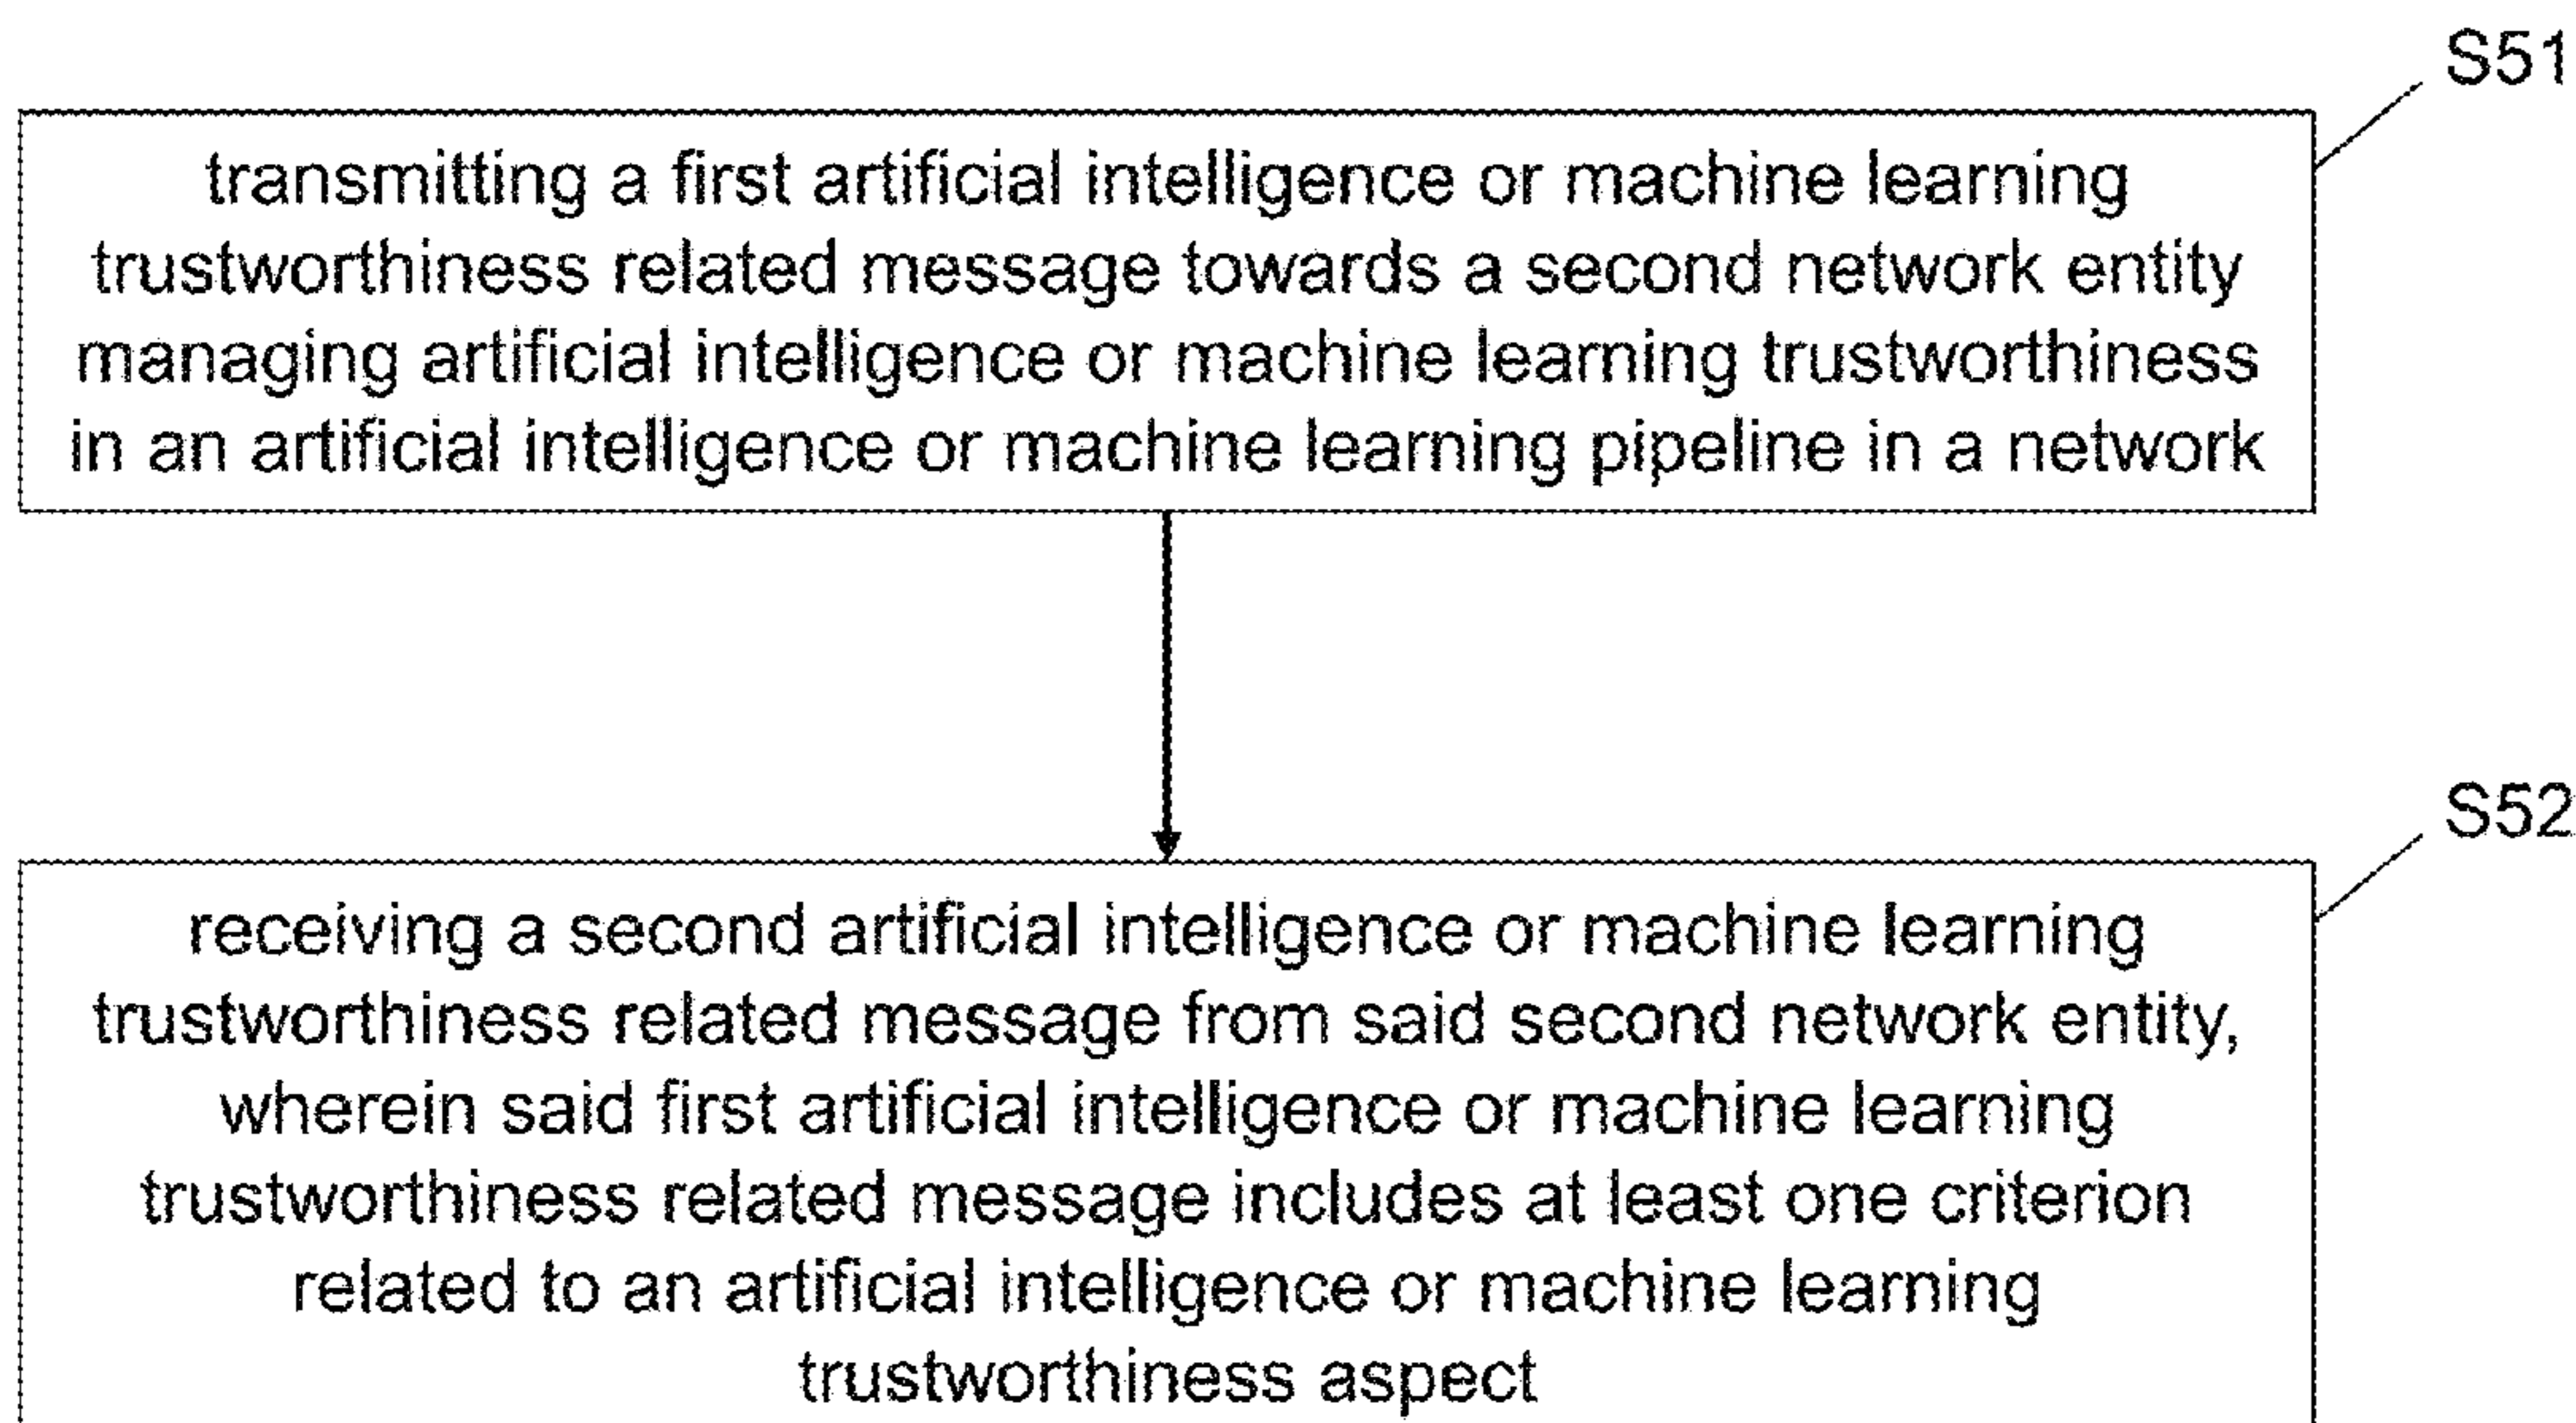 S51
transmitting a first artificial intelligence or machine learning
trustworthiness related message towards a second network entity
managing artificial intelligence or machine learning trustworthiness
in an artificial intelligence or machine learning pipeline in a network
S52
receiving a second artificial intelligence or machine learning
trustworthiness related message from said second network entity,
wherein said first artificial intelligence or machine learning
trustworthiness related message includes at least one criterion
related to an artificial intelligence or machine learning
trustworthiness aspect